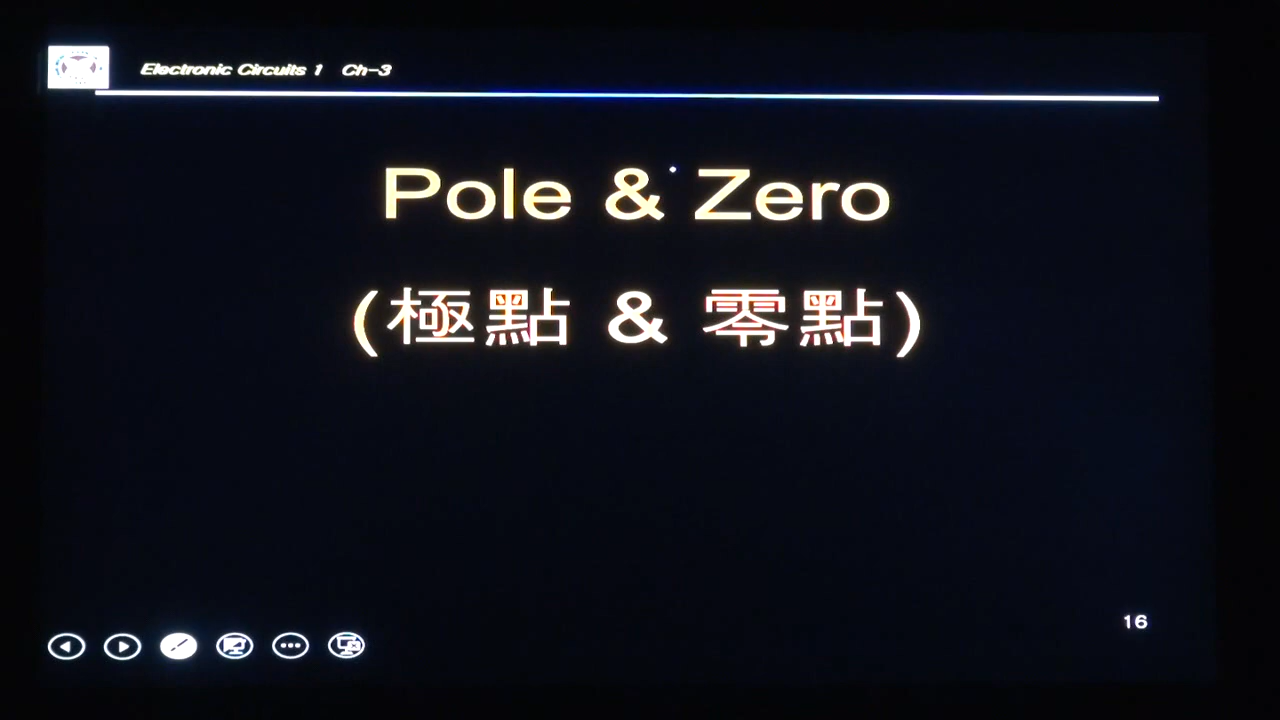 Electronic Circuits 1 Ch-3
Pole & Zero
(極點 & 零點)
16